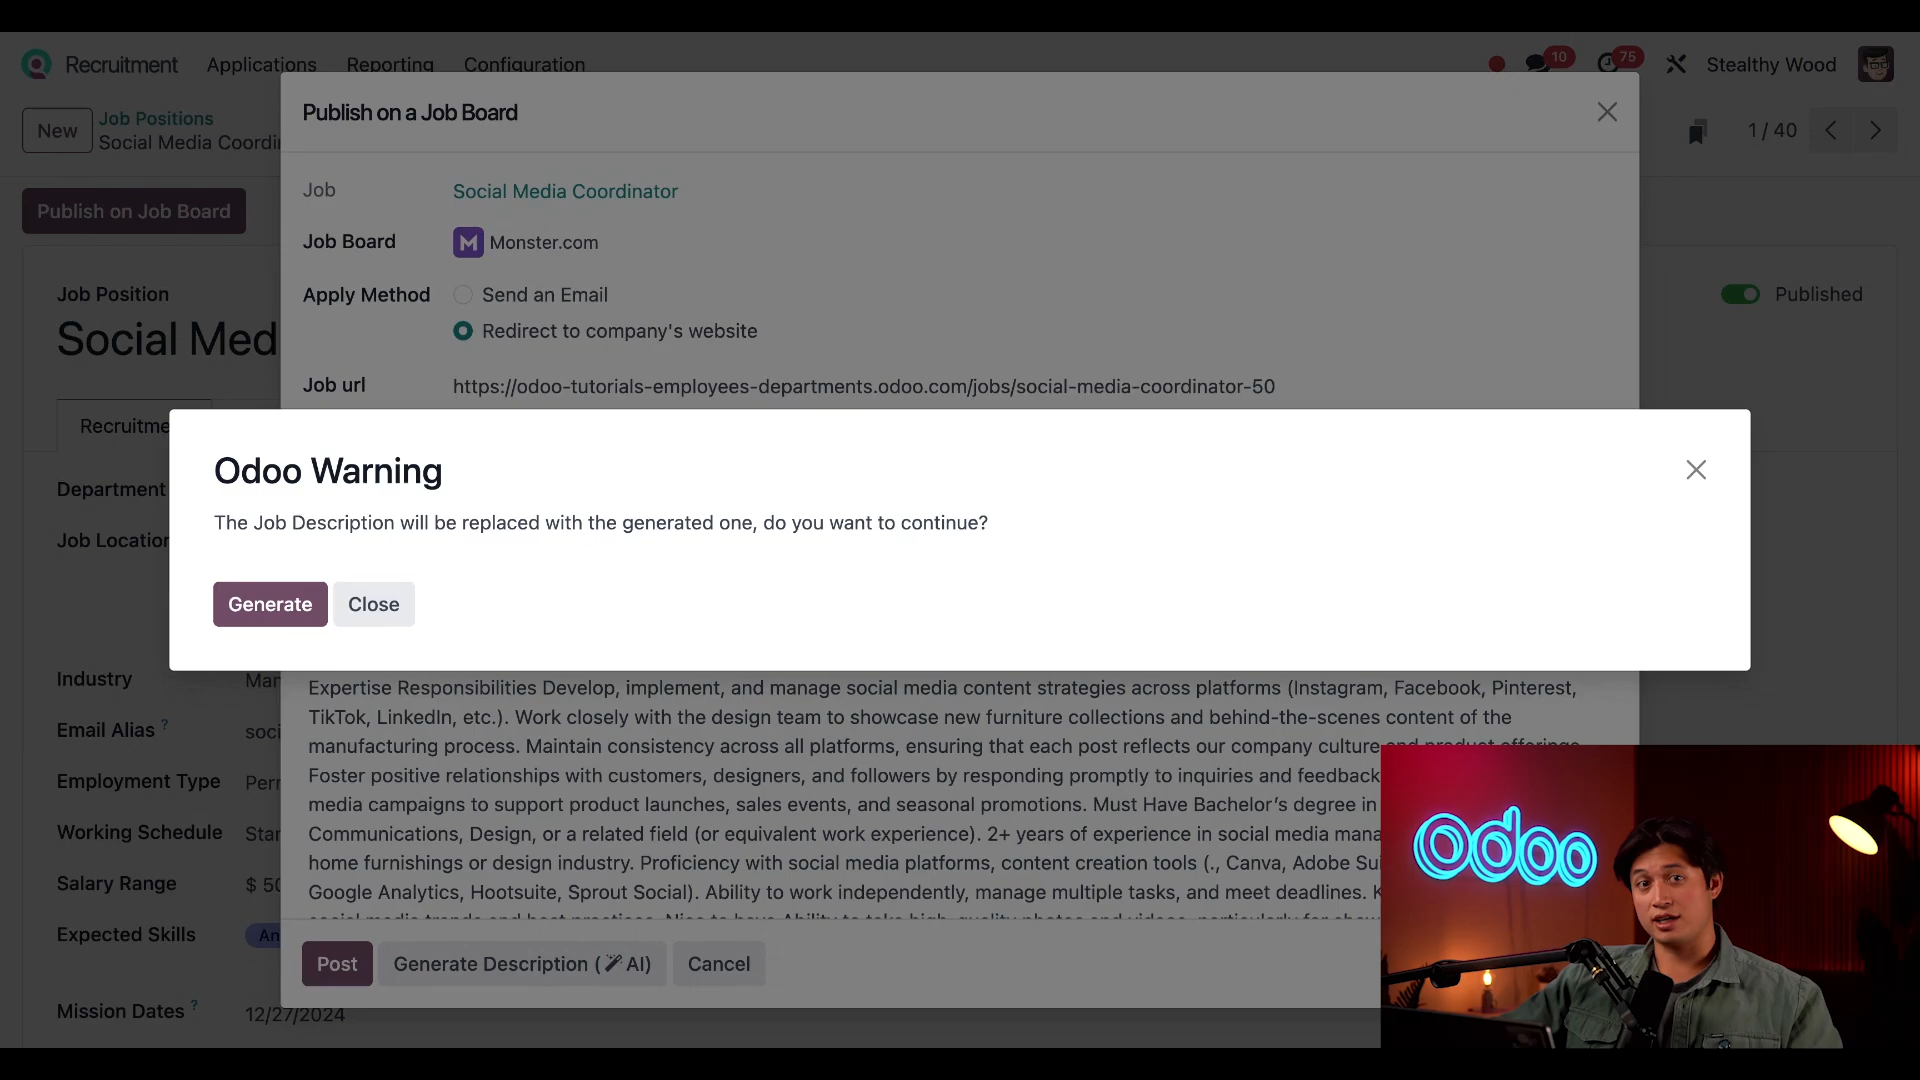 Recruitment Applications Reporting Configuration 10 75 Stealthy Wood
New Job Positions 1 / 40
Social Media Coordi
Publish on Job Board
Publish on a Job Board
Job Social Media Coordinator
Job Board M Monster.com
Apply Method Send an Email
Redirect to company's website
Job url https://odoo-tutorials-employees-departments.odoo.com/jobs/social-media-coordinator-50
Job Position
Social Med
Published
Recruitme
Department
Job Location
Odoo Warning
The Job Description will be replaced with the generated one, do you want to continue?
Generate Close
Industry Man
Email Alias ? soci
Employment Type Per
Working Schedule Stan
Salary Range $ 50
Expected Skills An
Mission Dates ? 12/27/2024
Expertise Responsibilities Develop, implement, and manage social media content strategies across platforms (Instagram, Facebook, Pinterest,
TikTok, LinkedIn, etc.). Work closely with the design team to showcase new furniture collections and behind-the-scenes content of the
manufacturing process. Maintain consistency across all platforms, ensuring that each post reflects our company culture and product offerings.
Foster positive relationships with customers, designers, and followers by responding promptly to inquiries and feedback
media campaigns to support product launches, sales events, and seasonal promotions. Must Have Bachelor's degree in
Communications, Design, or a related field (or equivalent work experience). 2+ years of experience in social media mana
home furnishings or design industry. Proficiency with social media platforms, content creation tools (., Canva, Adobe Sui
Google Analytics, Hootsuite, Sprout Social). Ability to work independently, manage multiple tasks, and meet deadlines. K
Post Generate Description ( AI) Cancel
odoo